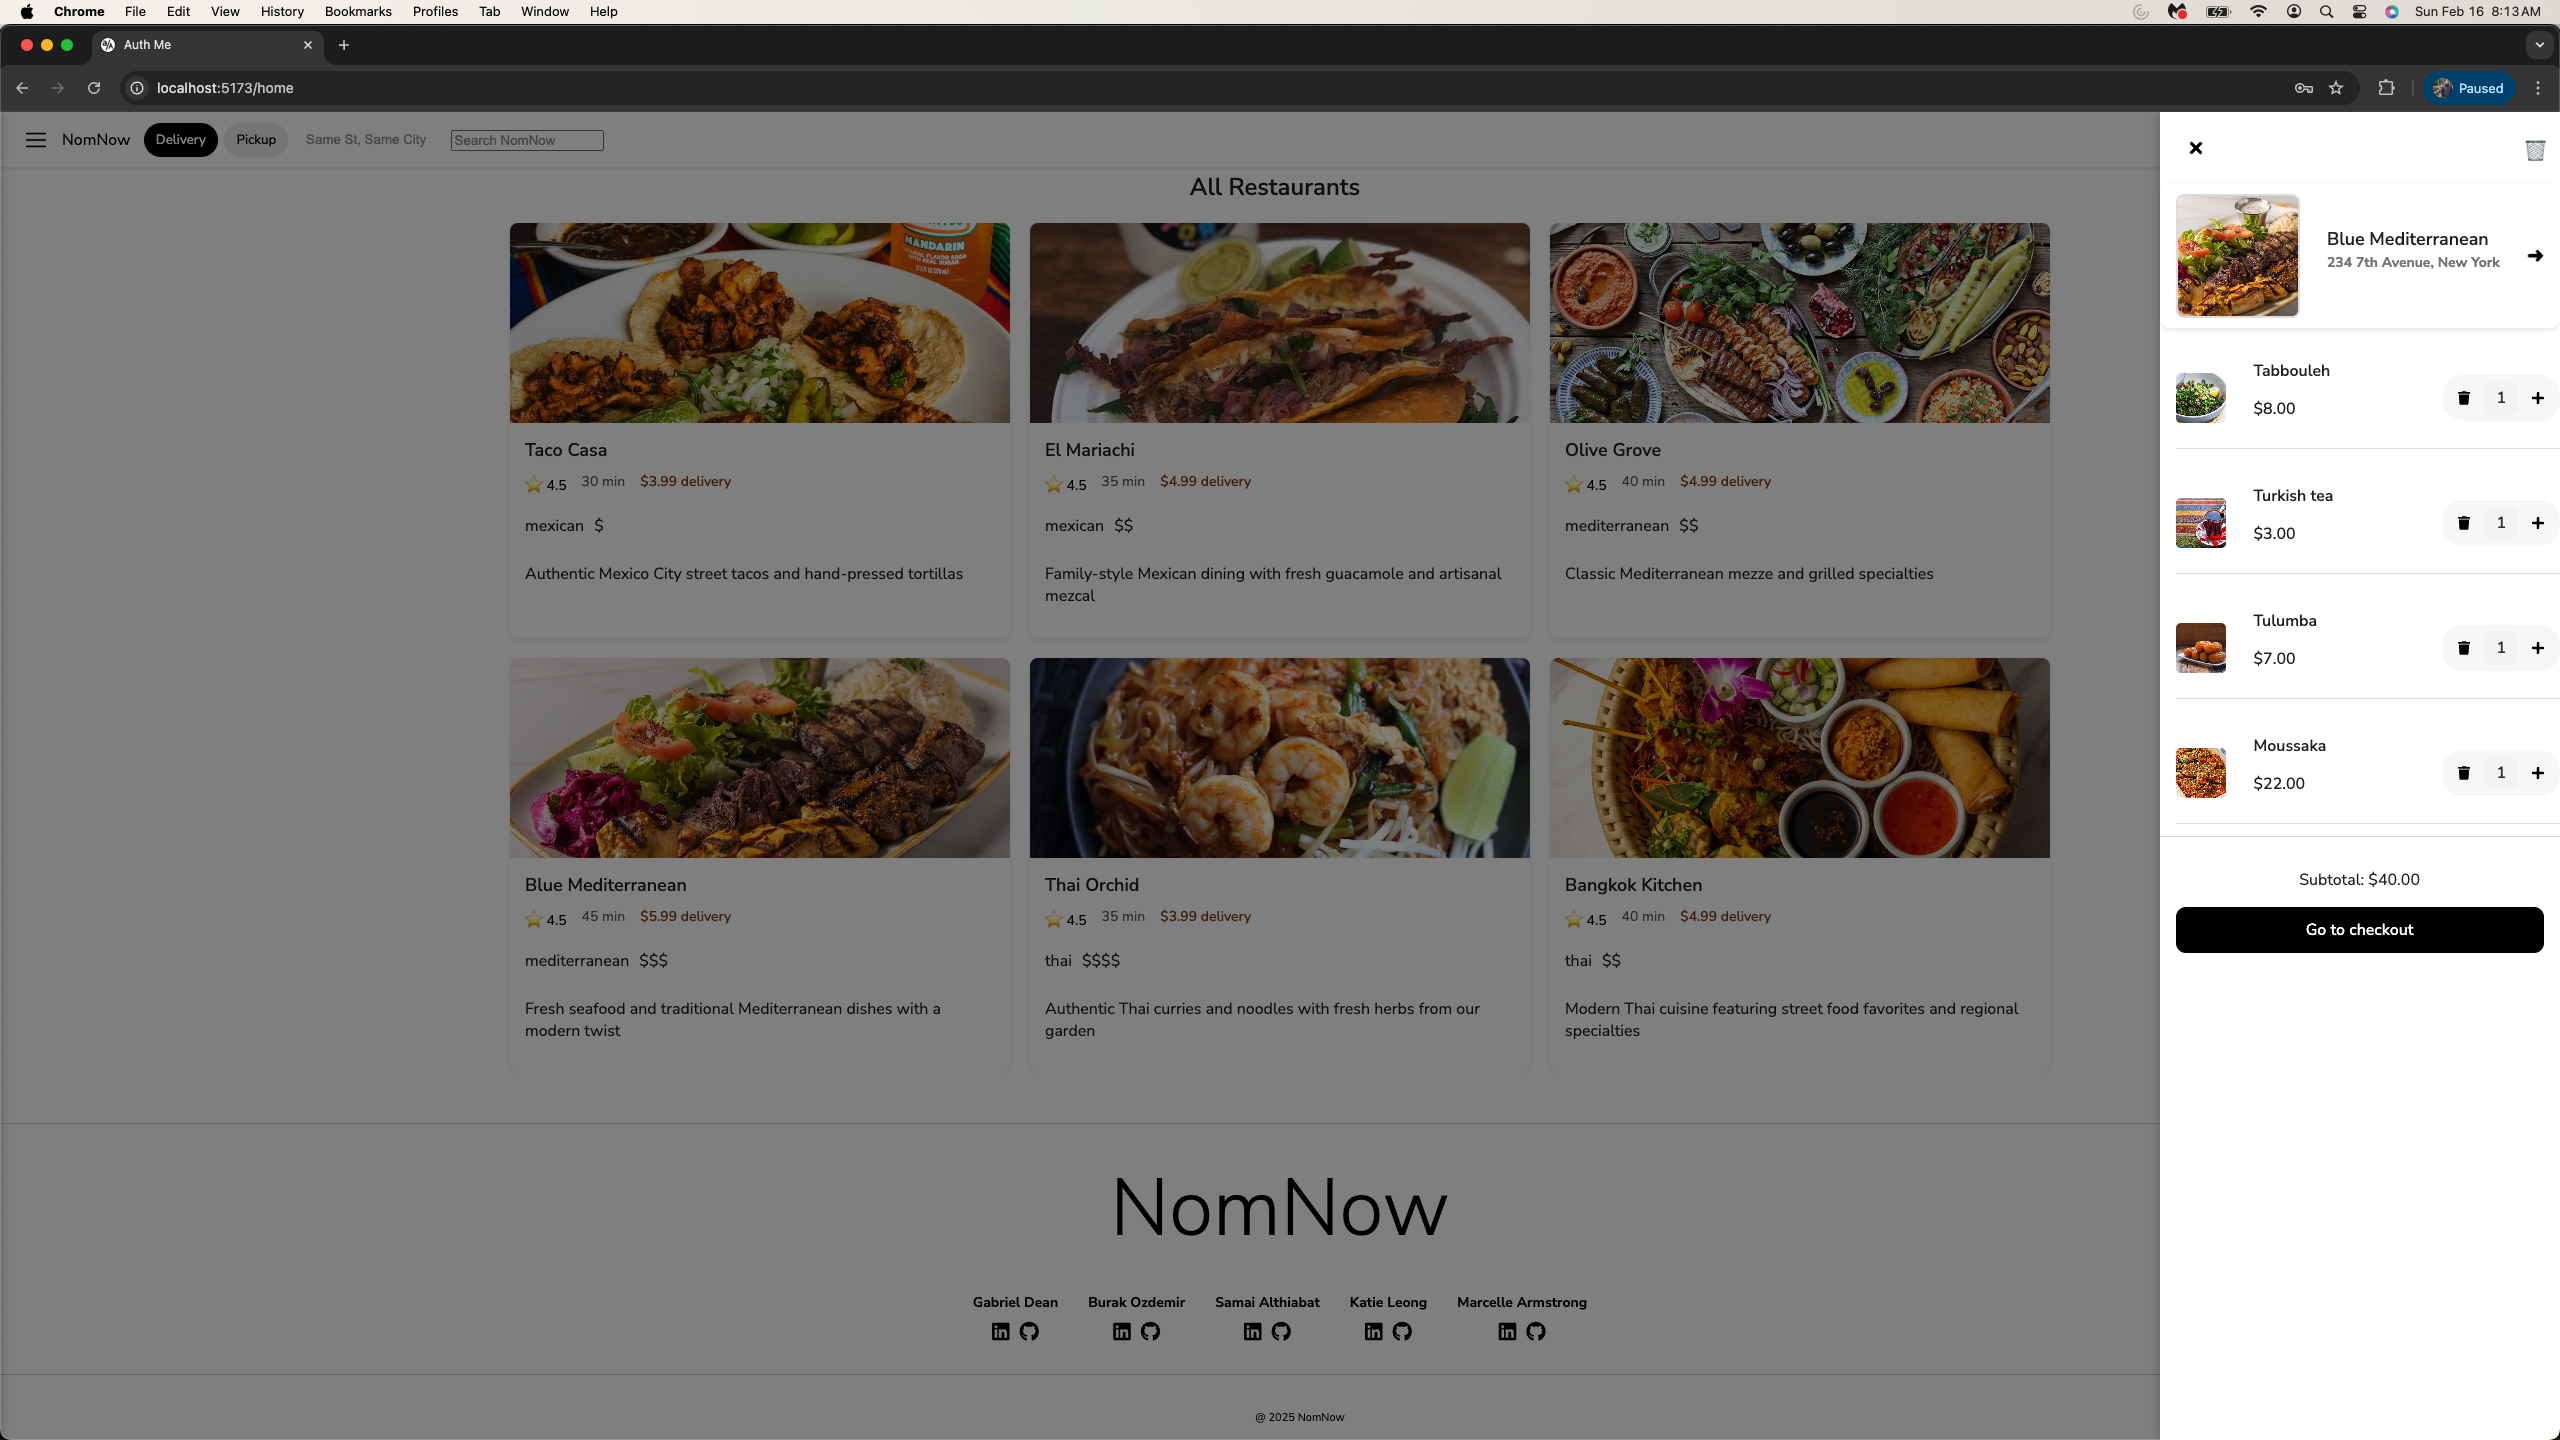 Chrome File Edit View History Bookmarks Profiles Tab Window Help
Sun Feb 16 8:13 AM
Auth Me
localhost:5173/home
Paused
NomNow Delivery Pickup Same St, Same City Search NomNow
All Restaurants
MANDARIN
NATURAL FLAVOR SODA
WITH REAL SUGAR
Taco Casa
4.5 30 min $3.99 delivery
mexican $
Authentic Mexico City street tacos and hand-pressed tortillas
El Mariachi
4.5 35 min $4.99 delivery
mexican $$
Family-style Mexican dining with fresh guacamole and artisanal
mezcal
Olive Grove
4.5 40 min $4.99 delivery
mediterranean $$
Classic Mediterranean mezze and grilled specialties
Blue Mediterranean
4.5 45 min $5.99 delivery
mediterranean $$$
Fresh seafood and traditional Mediterranean dishes with a
modern twist
Thai Orchid
4.5 35 min $3.99 delivery
thai $$$$
Authentic Thai curries and noodles with fresh herbs from our
garden
Bangkok Kitchen
4.5 40 min $4.99 delivery
thai $$
Modern Thai cuisine featuring street food favorites and regional
specialties
NomNow
Gabriel Dean Burak Ozdemir Samai Althiabat Katie Leong Marcelle Armstrong
@ 2025 NomNow
Blue Mediterranean
234 7th Avenue, New York
Tabbouleh
$8.00
1
Turkish tea
$3.00
1
Tulumba
$7.00
1
Moussaka
$22.00
1
Subtotal: $40.00
Go to checkout